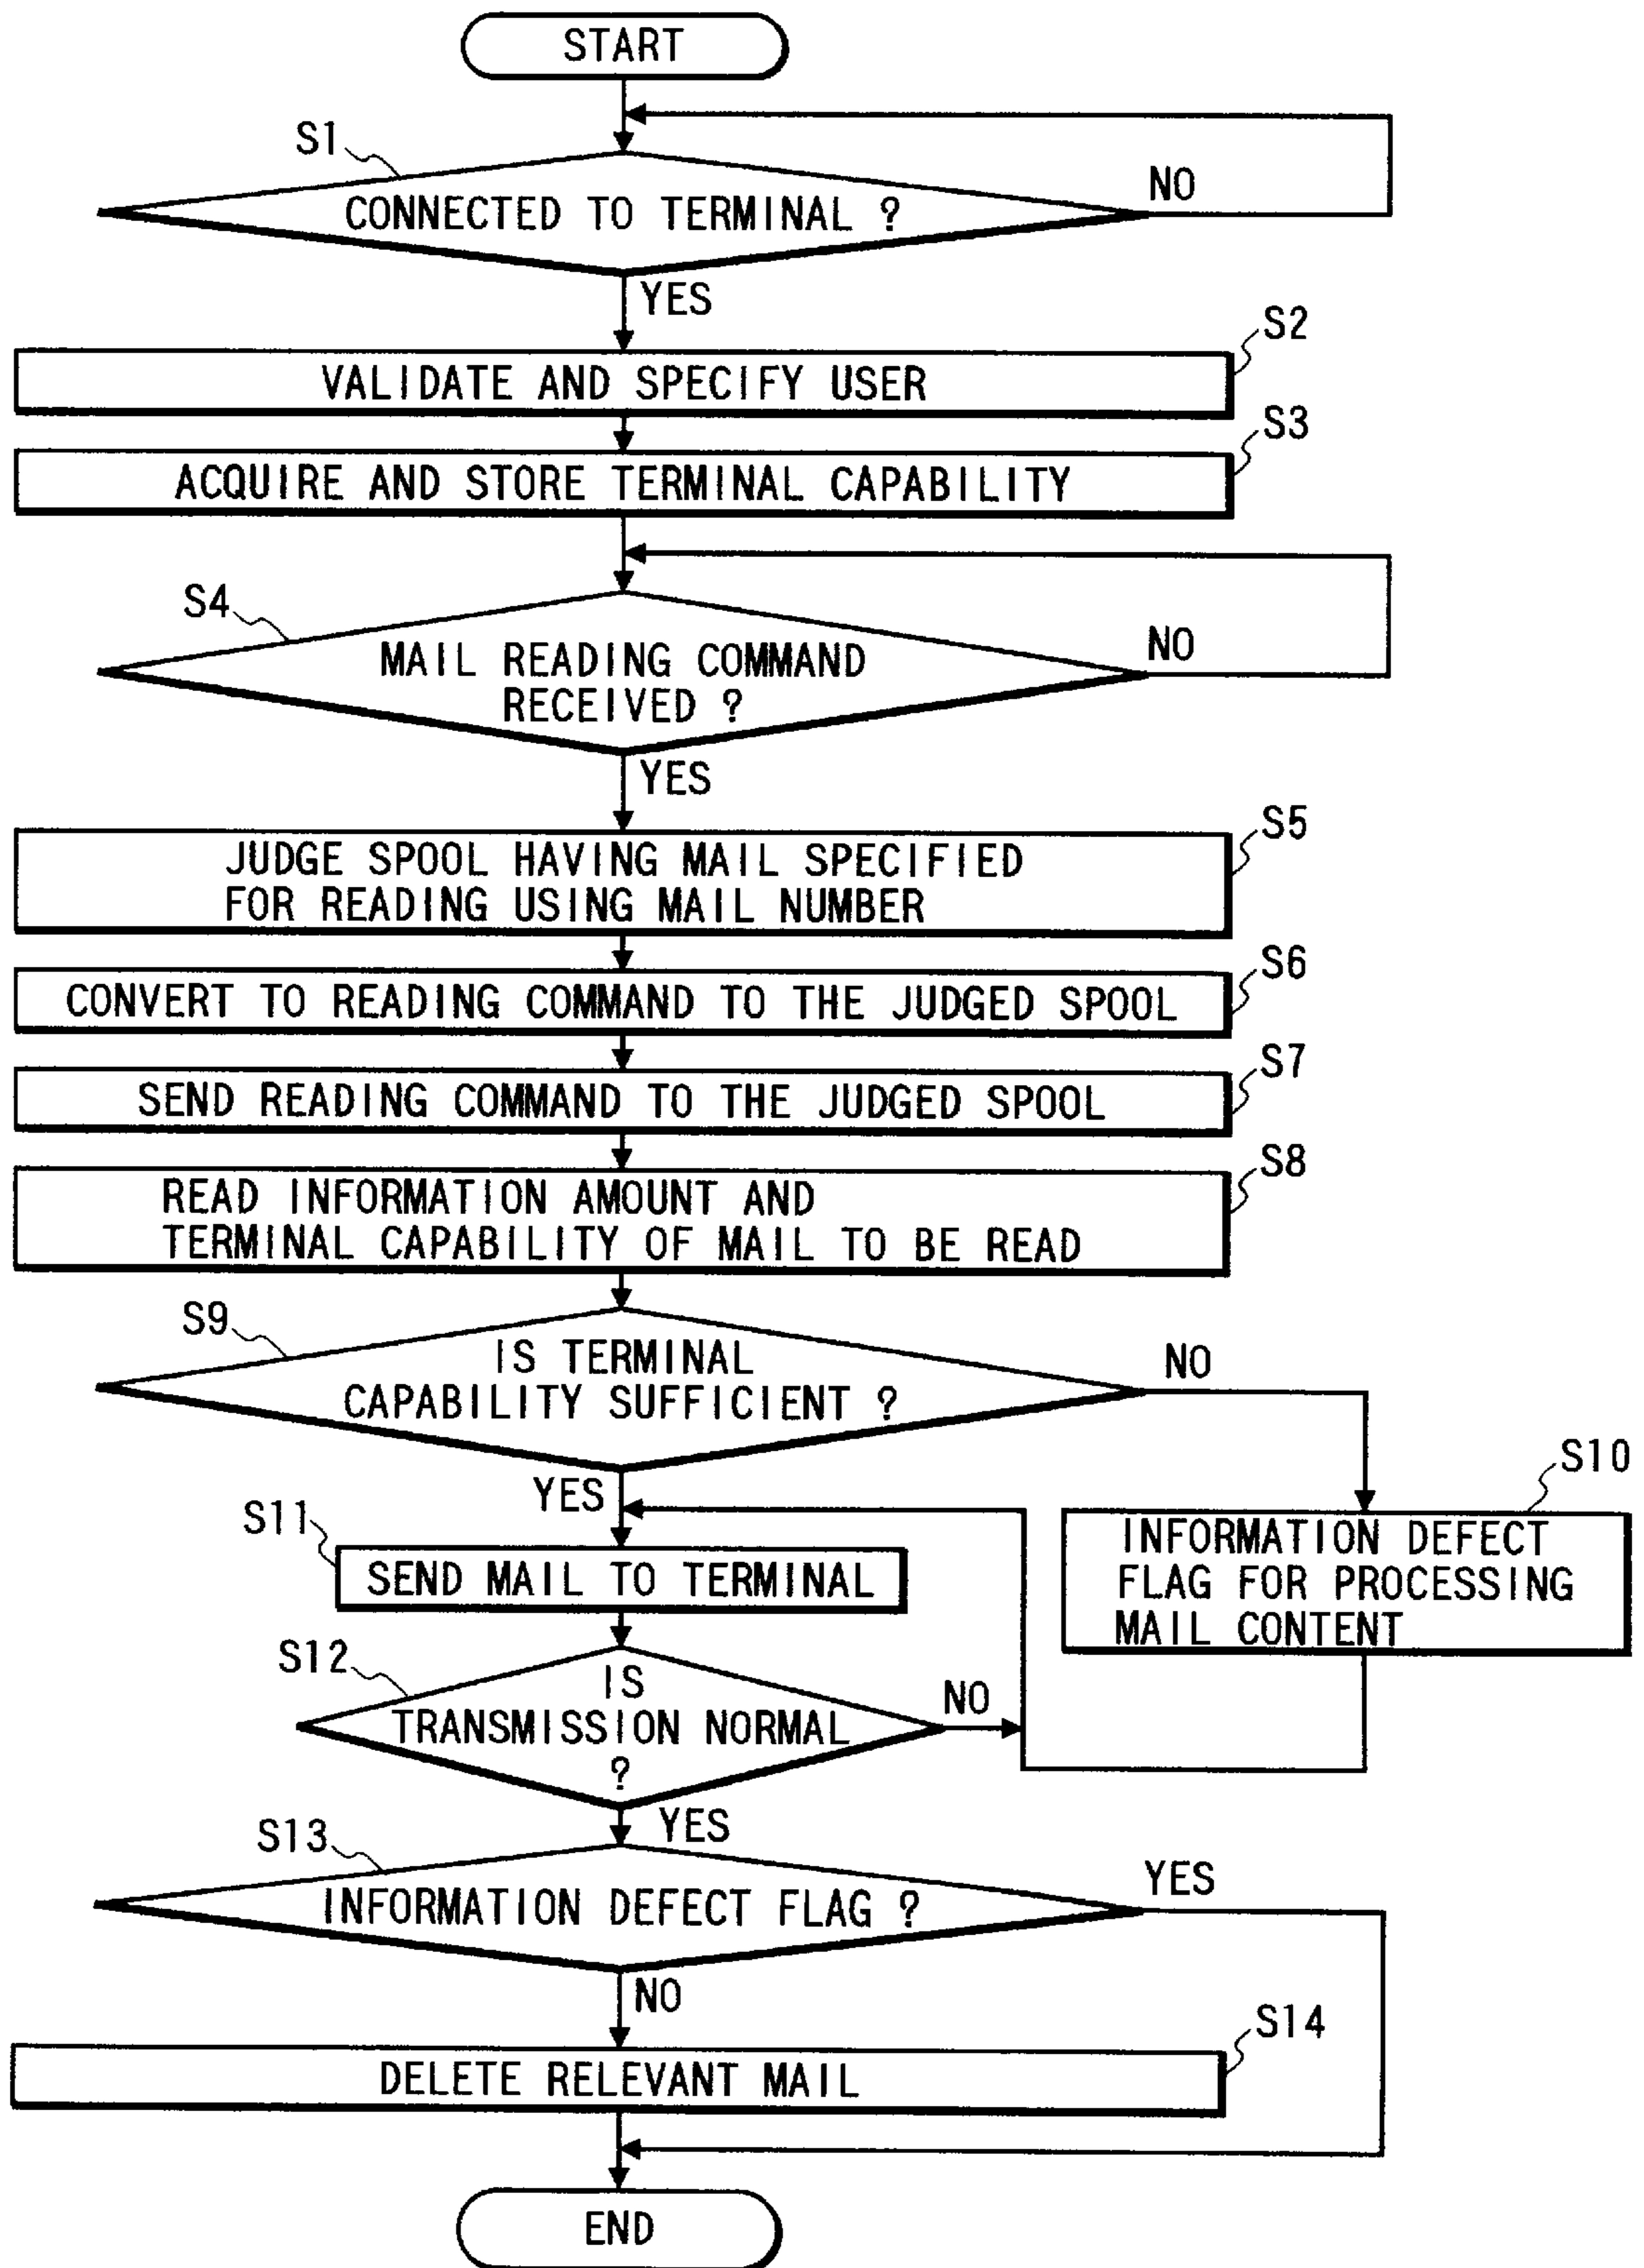 START
S1
CONNECTED TO TERMINAL ?
NO
YES
S2
VALIDATE AND SPECIFY USER
S3
ACQUIRE AND STORE TERMINAL CAPABILITY
S4
MAIL READING COMMAND
RECEIVED ?
NO
YES
S5
JUDGE SPOOL HAVING MAIL SPECIFIED
FOR READING USING MAIL NUMBER
S6
CONVERT TO READING COMMAND TO THE JUDGED SPOOL
S7
SEND READING COMMAND TO THE JUDGED SPOOL
S8
READ INFORMATION AMOUNT AND
TERMINAL CAPABILITY OF MAIL TO BE READ
S9
IS TERMINAL
CAPABILITY SUFFICIENT ?
NO
YES
S10
INFORMATION DEFECT
FLAG FOR PROCESSING
MAIL CONTENT
S11
SEND MAIL TO TERMINAL
S12
IS
TRANSMISSION NORMAL
?
NO
YES
S13
INFORMATION DEFECT FLAG ?
YES
NO
S14
DELETE RELEVANT MAIL
END